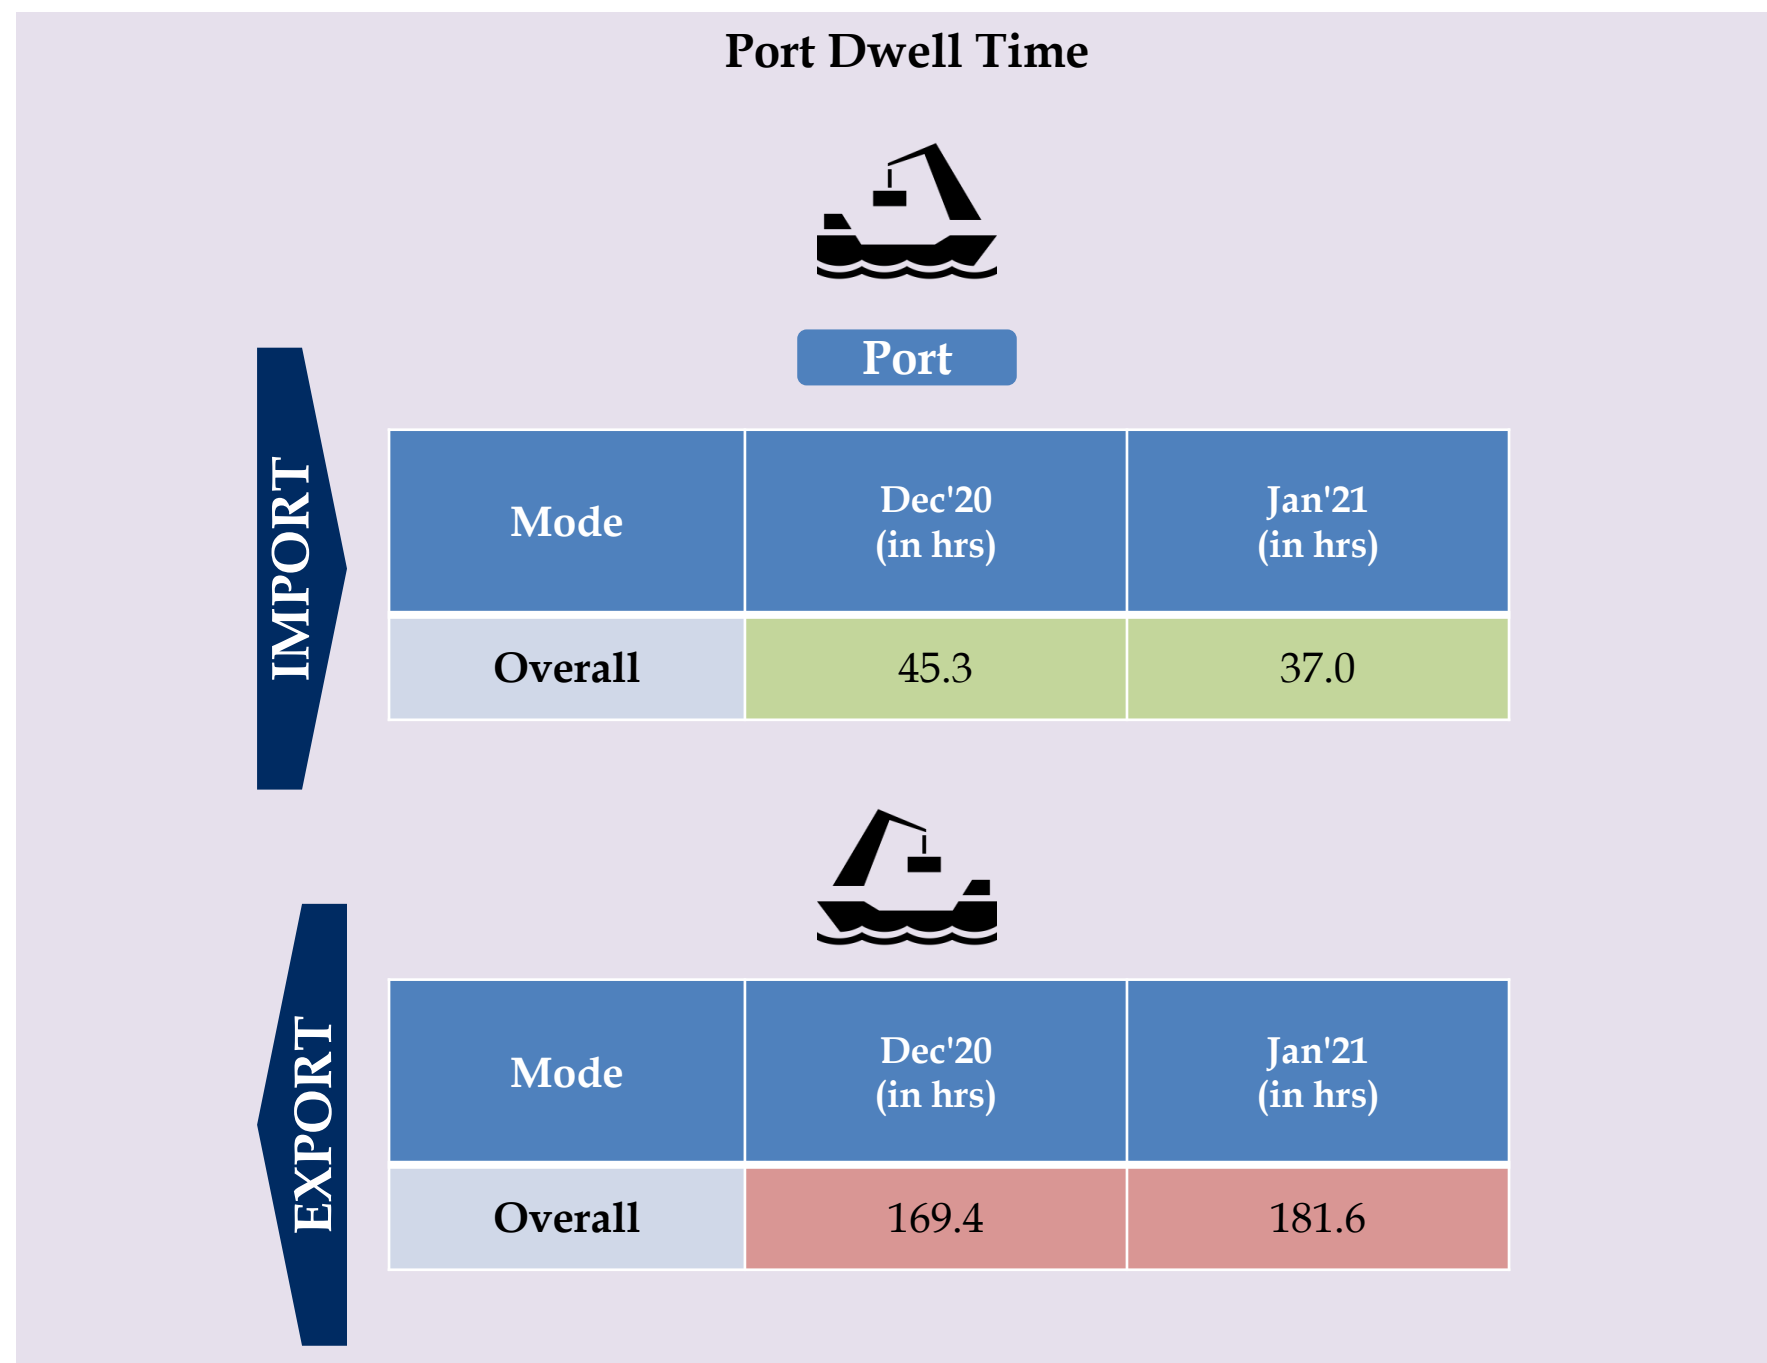 Port Dwell Time
Port
IMPORT
Mode
Dec'20
(in hrs)
Jan'21
(in hrs)
Overall
45.3
37.0
EXPORT
Mode
Dec'20
(in hrs)
Jan'21
(in hrs)
Overall
169.4
181.6